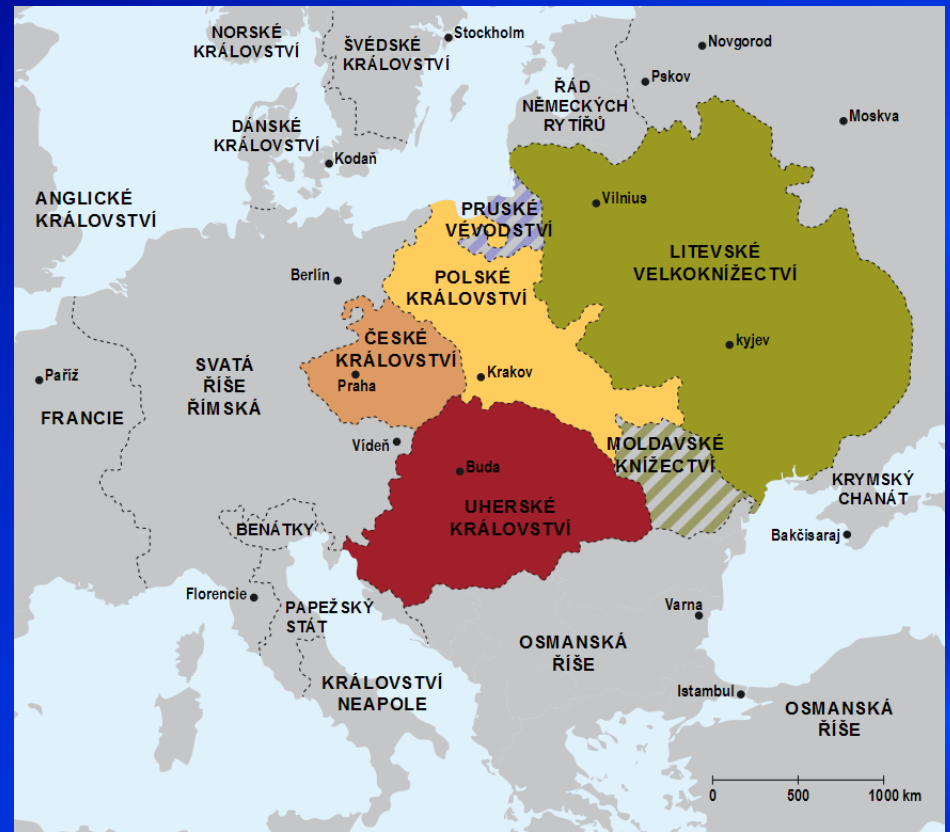 NORSKÉ
KRÁLOVSTVÍ
ŠVÉDSKÉ
KRÁLOVSTVÍ
Stockholm
Novgorod
Pskov
ŘÁD
NĚMECKÝCH
RYTÍŘŮ
Moskva
DÁNSKÉ
KRÁLOVSTVÍ
Kodaň
ANGLICKÉ
KRÁLOVSTVÍ
PRUSKÉ
VÉVODSTVÍ
Vilnius
LITEVSKÉ
VELKOKNÍŽECTVÍ
Berlín
POLSKÉ
KRÁLOVSTVÍ
ČESKÉ
KRÁLOVSTVÍ
Praha
kyjev
Krakov
Paříž
FRANCIE
SVATÁ
ŘÍŠE
ŘÍMSKÁ
Vídeň
Buda
MOLDAVSKÉ
KNÍŽECTVÍ
UHERSKÉ
KRÁLOVSTVÍ
KRYMSKÝ
CHANÁT
Bakčisaraj
BENÁTKY
Florencie
PAPEŽSKÝ
STÁT
Varna
OSMANSKÁ
ŘÍŠE
KRÁLOVSTVÍ
NEAPOLE
Istambul
OSMANSKÁ
ŘÍŠE
0 500 1000 km